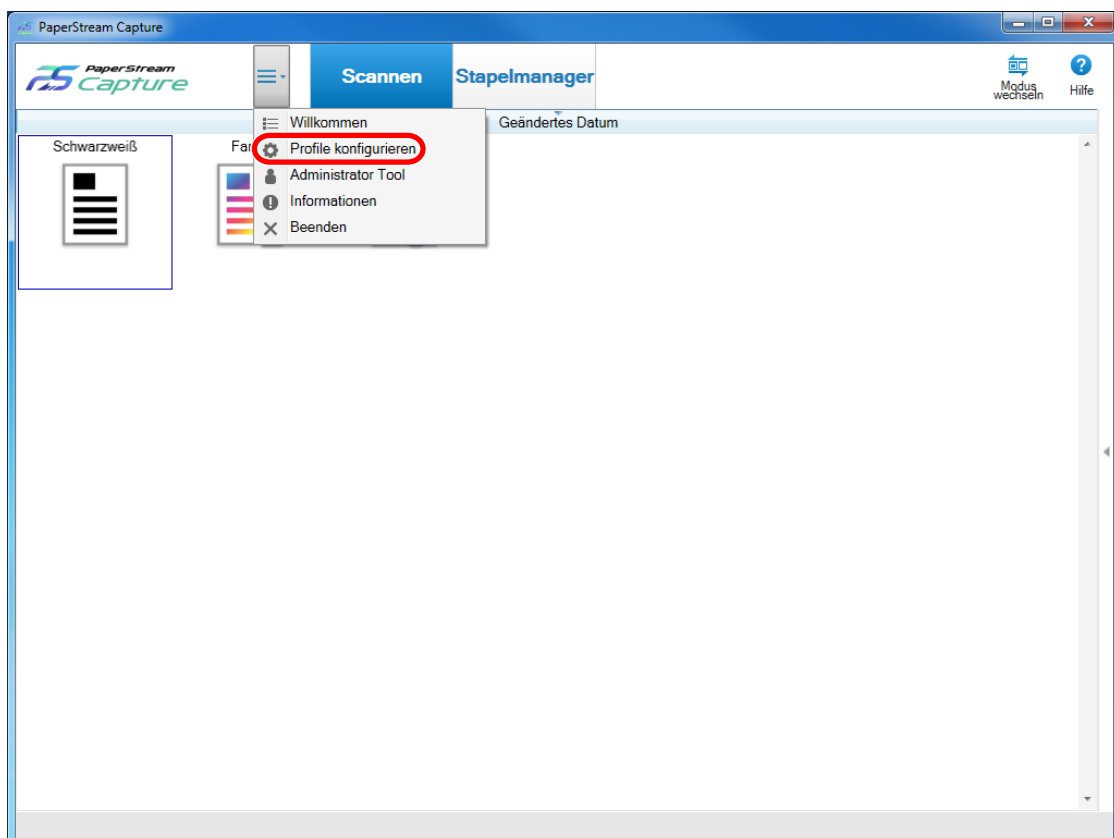 PaperStream Capture
PaperStream
Capture
Scannen
Stapelmanager
Modus
wechseln
Hilfe
Geändertes Datum
Willkommen
Profile konfigurieren
Administrator Tool
Informationen
Beenden
Schwarzweiß